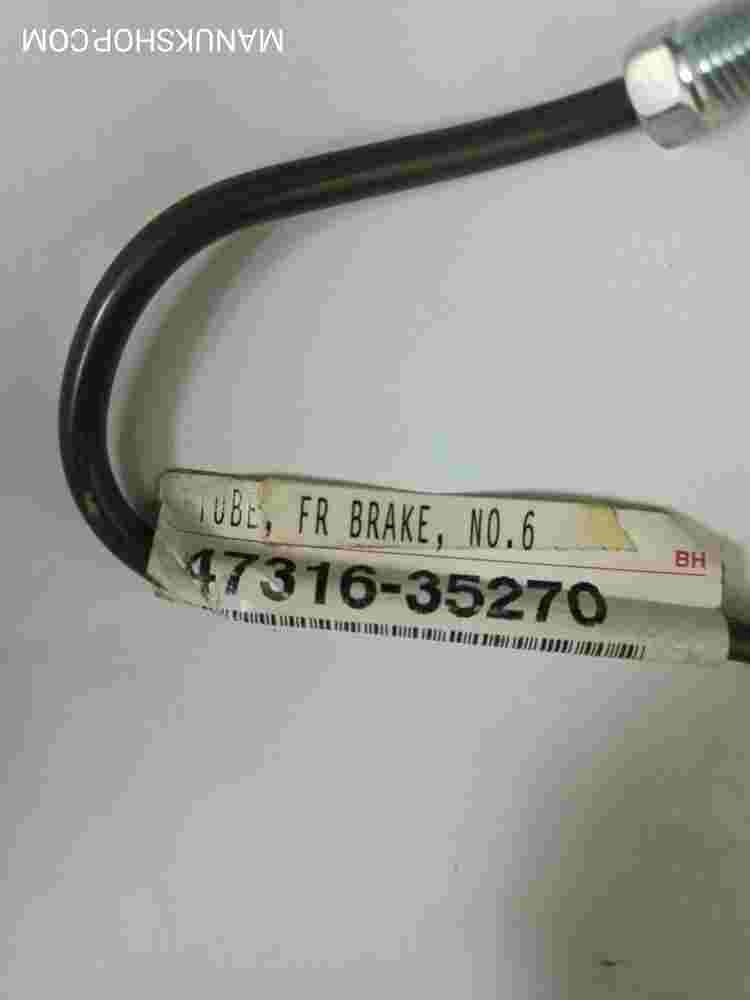 MANUKSHOP.COM
TUBE, FR BRAKE, NO.6
BH
47316-35270